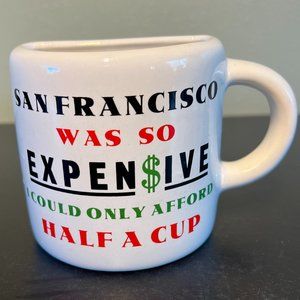 SAN FRANCISCO
WAS SO
EXPEN$IVE
I COULD ONLY AFFORD
HALF A CUP